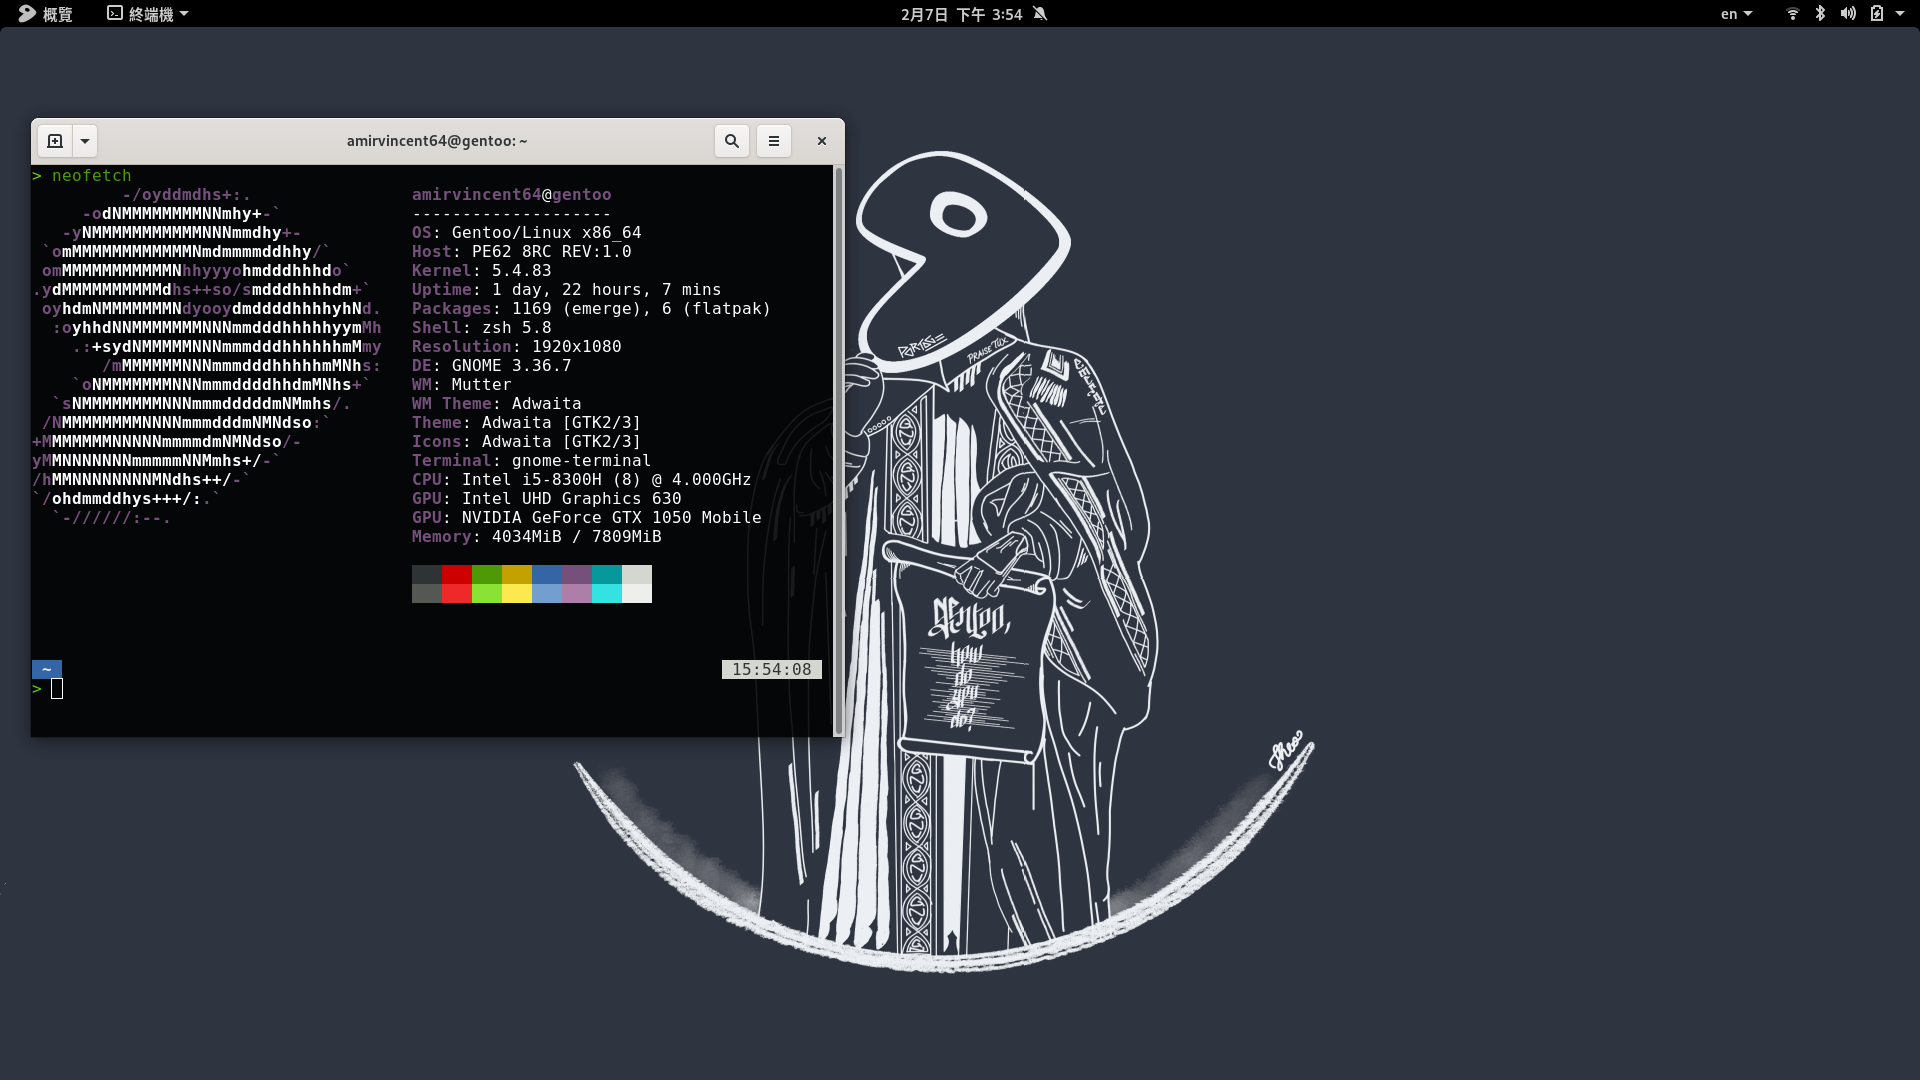 概覽 終端機 2月7日 下午 3:54 en
amirvincent64@gentoo: ~
> neofetch
-/oyddmdhs+:.
-odNMMMMMMMMNNmhy+-`
-yNMMMMMMMMMMMNNNmmdhy+-
`omMMMMMMMMMMMMNmdmmmmddhhy/`
omMMMMMMMMMMMNhhyyyohmdddhhhdo`
.ydMMMMMMMMMMdhs++so/smdddhhhhdm+`
oyhdmNMMMMMMMNdyooydmddddhhhhyhNd.
:oyhhdNNMMMMMMMNNNmmdddhhhhhyymMh
.:+sydNMMMMMNNNmmmdddhhhhhhmMmy
/mMMMMMMNNNmmmdddhhhhhmMNhs:
`oNMMMMMMMNNNmmmddddhhdmMNhs+`
`sNMMMMMMMMNNNmmmdddddmNMmhs/.
/NMMMMMMMMNNNNmmmdddmNMNdso:`
+MMMMMMMNNNNNmmmmdmNMNdso/-
yMMNNNNNNNmmmmmNNMmhs+/-`
/hMMNNNNNNNNMNdhs++/-`
`/ohdmmddhys+++/:.`
`-//////:--.
amirvincent64@gentoo
--------------------
OS: Gentoo/Linux x86_64
Host: PE62 8RC REV:1.0
Kernel: 5.4.83
Uptime: 1 day, 22 hours, 7 mins
Packages: 1169 (emerge), 6 (flatpak)
Shell: zsh 5.8
Resolution: 1920x1080
DE: GNOME 3.36.7
WM: Mutter
WM Theme: Adwaita
Theme: Adwaita [GTK2/3]
Icons: Adwaita [GTK2/3]
Terminal: gnome-terminal
CPU: Intel i5-8300H (8) @ 4.000GHz
GPU: Intel UHD Graphics 630
GPU: NVIDIA GeForce GTX 1050 Mobile
Memory: 4034MiB / 7809MiB
~ 15:54:08
>
PORTAGE
PRAISE TUX
Gentoo,
how
do
you
do?
Theo